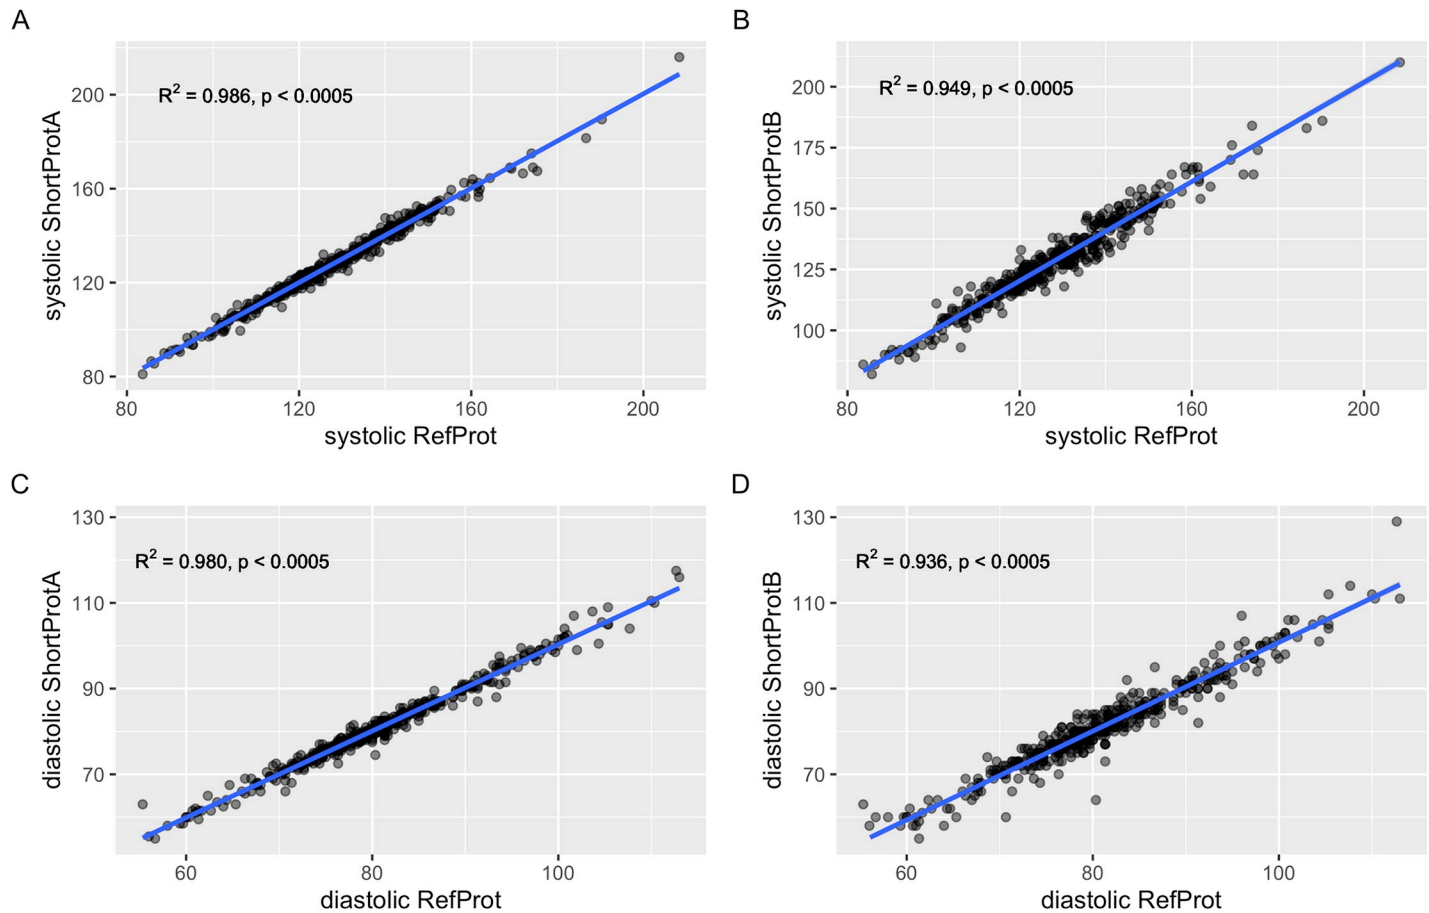 A
R² = 0.986, p < 0.0005
systolic ShortProtA
200
160
120
80
80 120 160 200
systolic RefProt
B
R² = 0.949, p < 0.0005
systolic ShortProtB
200
175
150
125
100
80 120 160 200
systolic RefProt
C
R² = 0.980, p < 0.0005
diastolic ShortProtA
130
110
90
70
60 80 100
diastolic RefProt
D
R² = 0.936, p < 0.0005
diastolic ShortProtB
130
110
90
70
60 80 100
diastolic RefProt